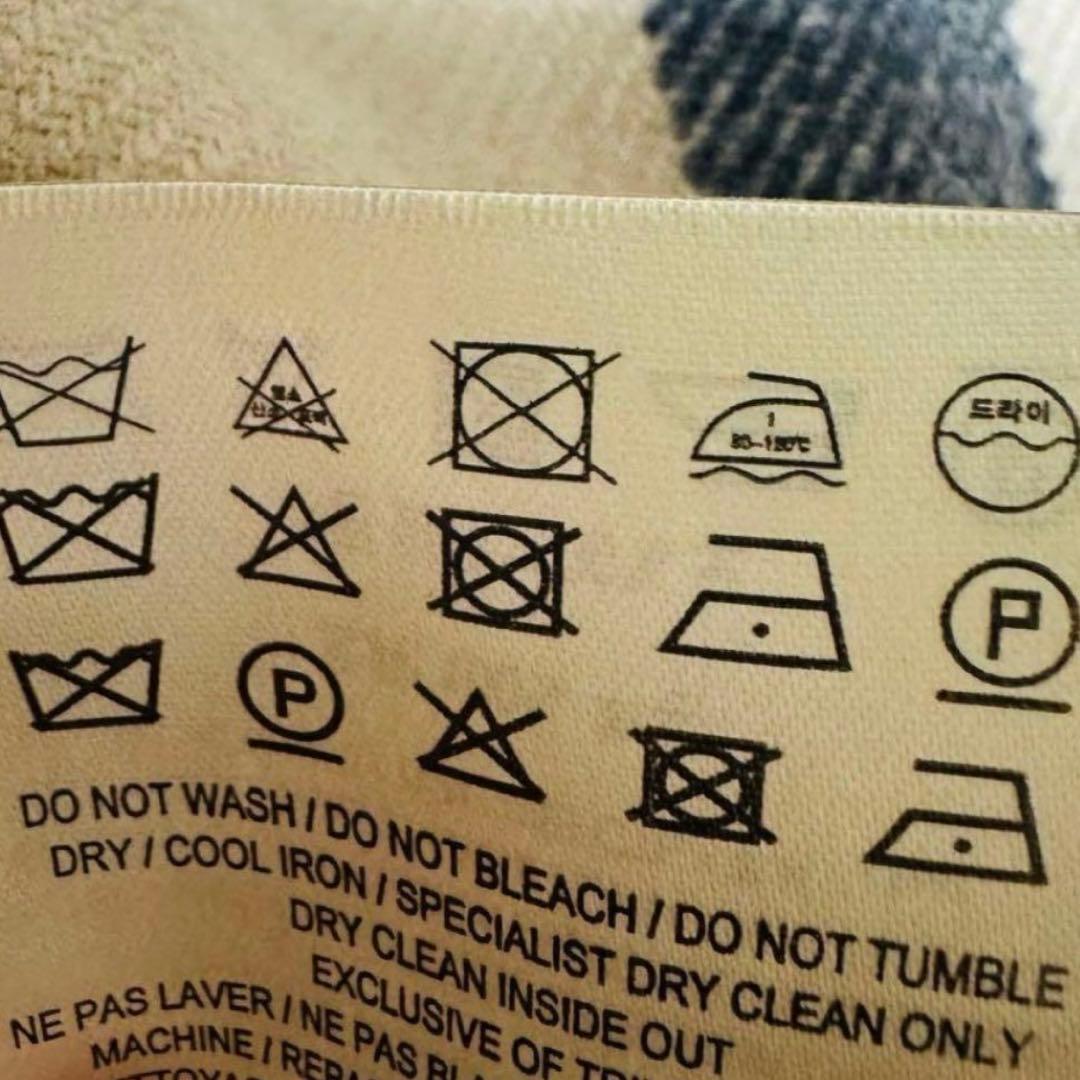 드라이
P
P
DO NOT WASH / DO NOT BLEACH / DO NOT TUMBLE
DRY / COOL IRON / SPECIALIST DRY CLEAN ONLY
DRY CLEAN INSIDE OUT
EXCLUSIVE OF
NE PAS LAVER / NE PAS
MACHINE /